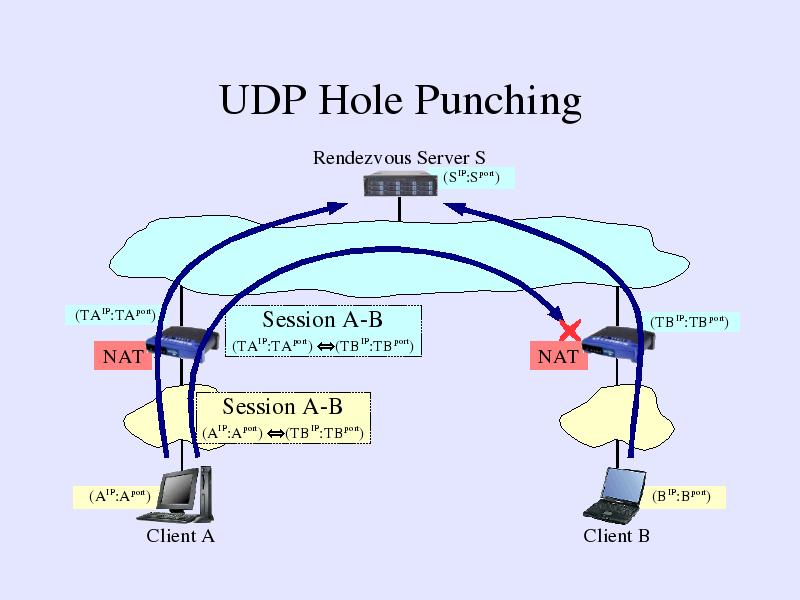 UDP Hole Punching
Rendezvous Server S
(S^IP:S^port)
(TA^IP:TA^port)
NAT
Session A-B
(TA^IP:TA^port) ⇔(TB^IP:TB^port)
NAT
(TB^IP:TB^port)
Session A-B
(A^IP:A^port) ⇔(TB^IP:TB^port)
(A^IP:A^port)
Client A
(B^IP:B^port)
Client B